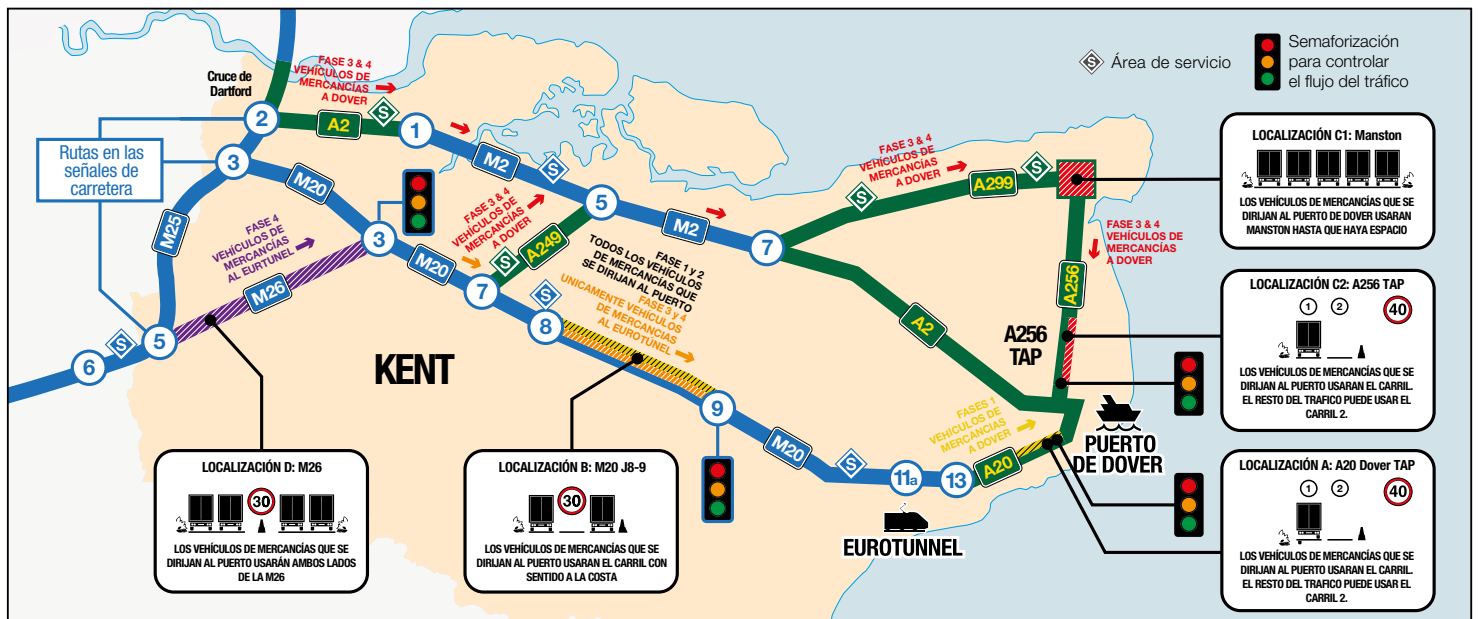 FASE 3 & 4
VEHÍCULOS DE
MERCANCÍAS
A DOVER
Cruce de
Dartford
S
Área de servicio
Semaforización
para controlar
el flujo del tráfico
2
A2
S
1
Rutas en las
señales de
carretera
3
M20
M2
S
FASE 3 & 4
VEHÍCULOS DE
MERCANCÍAS
A DOVER
S
A299
S
LOCALIZACIÓN C1: Manston
LOS VEHÍCULOS DE MERCANCÍAS QUE SE
DIRIJAN AL PUERTO DE DOVER USARAN
MANSTON HASTA QUE HAYA ESPACIO
M25
FASE 4
VEHÍCULOS DE
MERCANCÍAS
AL EURTUNEL
3
FASE 3 & 4
VEHÍCULOS DE
MERCANCÍAS
A DOVER
5
M2
7
FASE 3 & 4
VEHÍCULOS DE
MERCANCÍAS
A DOVER
M26
M20
S
A249
7
FASE 1 y 2
TODOS LOS VEHÍCULOS
DE MERCANCÍAS QUE
SE DIRIJAN AL PUERTO
FASE 3 y 4
UNICAMENTE VEHÍCULOS
DE MERCANCIAS
AL EUROTÚNEL
A256
LOCALIZACIÓN C2: A256 TAP
1
2
40
LOS VEHÍCULOS DE MERCANCÍAS QUE SE
DIRIJAN AL PUERTO USARAN EL CARRIL.
EL RESTO DEL TRAFICO PUEDE USAR EL
CARRIL 2.
6
S
5
S
8
KENT
A2
A256
TAP
9
M20
FASES 1
VEHÍCULOS DE
MERCANCÍAS
A DOVER
PUERTO
DE DOVER
S
11a
13
A20
EUROTUNNEL
LOCALIZACIÓN D: M26
30
LOS VEHÍCULOS DE MERCANCÍAS QUE SE
DIRIJAN AL PUERTO USARÁN AMBOS LADOS
DE LA M26
LOCALIZACIÓN B: M20 J8-9
30
LOS VEHÍCULOS DE MERCANCÍAS QUE SE
DIRIJAN AL PUERTO USARAN EL CARRIL CON
SENTIDO A LA COSTA
LOCALIZACIÓN A: A20 Dover TAP
1
2
40
LOS VEHÍCULOS DE MERCANCÍAS QUE SE
DIRIJAN AL PUERTO USARAN EL CARRIL.
EL RESTO DEL TRAFICO PUEDE USAR EL
CARRIL 2.